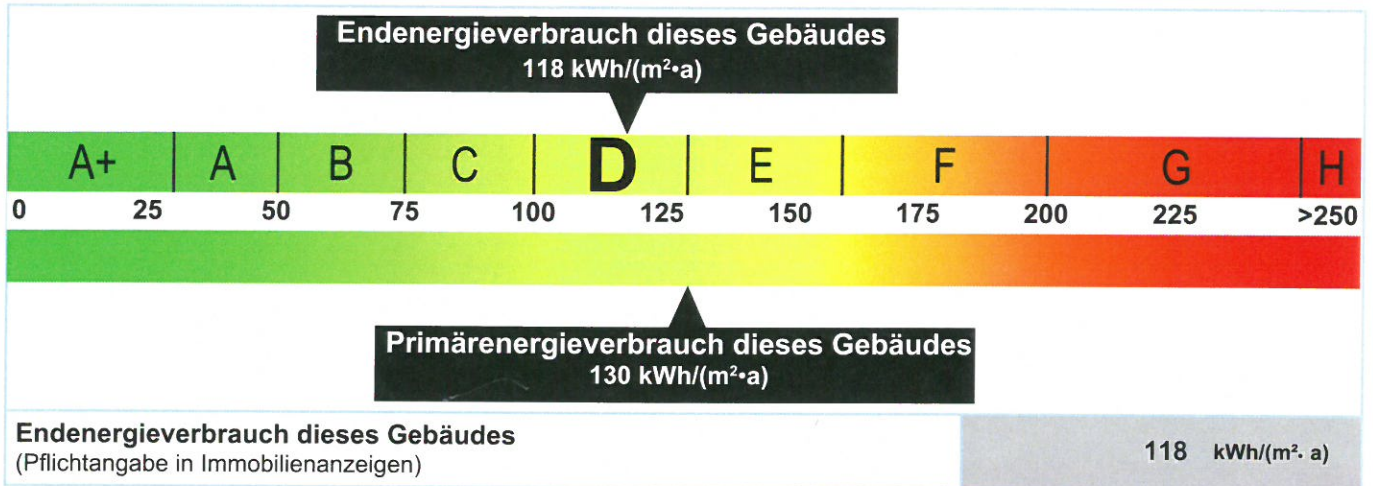 Endenergieverbrauch dieses Gebäudes
118 kWh/(m²•a)
A+ A B C D E F G H
0 25 50 75 100 125 150 175 200 225 >250
Primärenergieverbrauch dieses Gebäudes
130 kWh/(m²•a)
Endenergieverbrauch dieses Gebäudes
(Pflichtangabe in Immobilienanzeigen)
118 kWh/(m²· a)